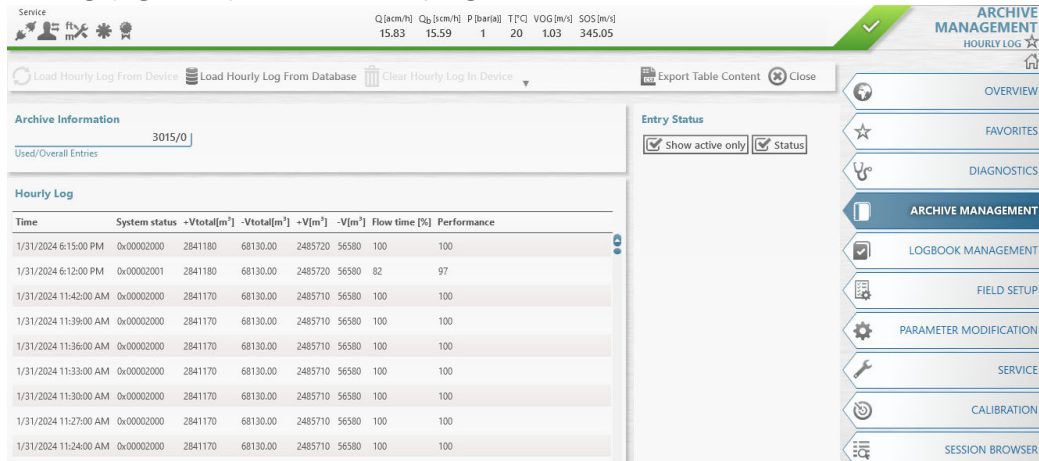 Service
Q [acm/h] Q_b [scm/h] P [bar(a)] T [°C] VOG [m/s] SOS [m/s]
15.83 15.59 1 20 1.03 345.05
ARCHIVE
MANAGEMENT
HOURLY LOG
Load Hourly Log From Device Load Hourly Log From Database Clear Hourly Log In Device Export Table Content Close
Archive Information
3015/0
Used/Overall Entries
Entry Status
Show active only Status
Hourly Log
Time System status +Vtotal[m³] -Vtotal[m³] +V[m³] -V[m³] Flow time [%] Performance
1/31/2024 6:15:00 PM 0x00002000 2841180 68130.00 2485720 56580 100 100
1/31/2024 6:12:00 PM 0x00002001 2841180 68130.00 2485720 56580 82 97
1/31/2024 11:42:00 AM 0x00002000 2841170 68130.00 2485710 56580 100 100
1/31/2024 11:39:00 AM 0x00002000 2841170 68130.00 2485710 56580 100 100
1/31/2024 11:36:00 AM 0x00002000 2841170 68130.00 2485710 56580 100 100
1/31/2024 11:33:00 AM 0x00002000 2841170 68130.00 2485710 56580 100 100
1/31/2024 11:30:00 AM 0x00002000 2841170 68130.00 2485710 56580 100 100
1/31/2024 11:27:00 AM 0x00002000 2841170 68130.00 2485710 56580 100 100
1/31/2024 11:24:00 AM 0x00002000 2841170 68130.00 2485710 56580 100 100
OVERVIEW
FAVORITES
DIAGNOSTICS
ARCHIVE MANAGEMENT
LOGBOOK MANAGEMENT
FIELD SETUP
PARAMETER MODIFICATION
SERVICE
CALIBRATION
SESSION BROWSER